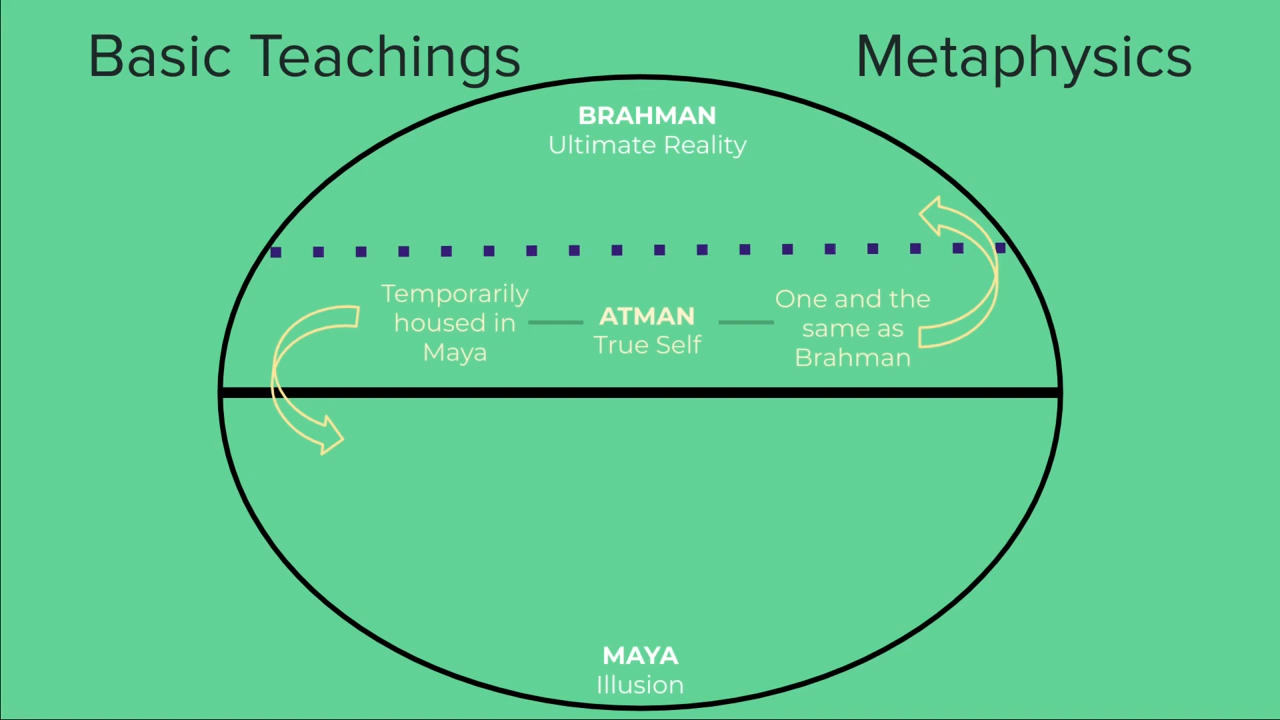 Basic Teachings
Metaphysics
BRAHMAN
Ultimate Reality
Temporarily
housed in
Maya
ATMAN
True Self
One and the
same as
Brahman
MAYA
Illusion